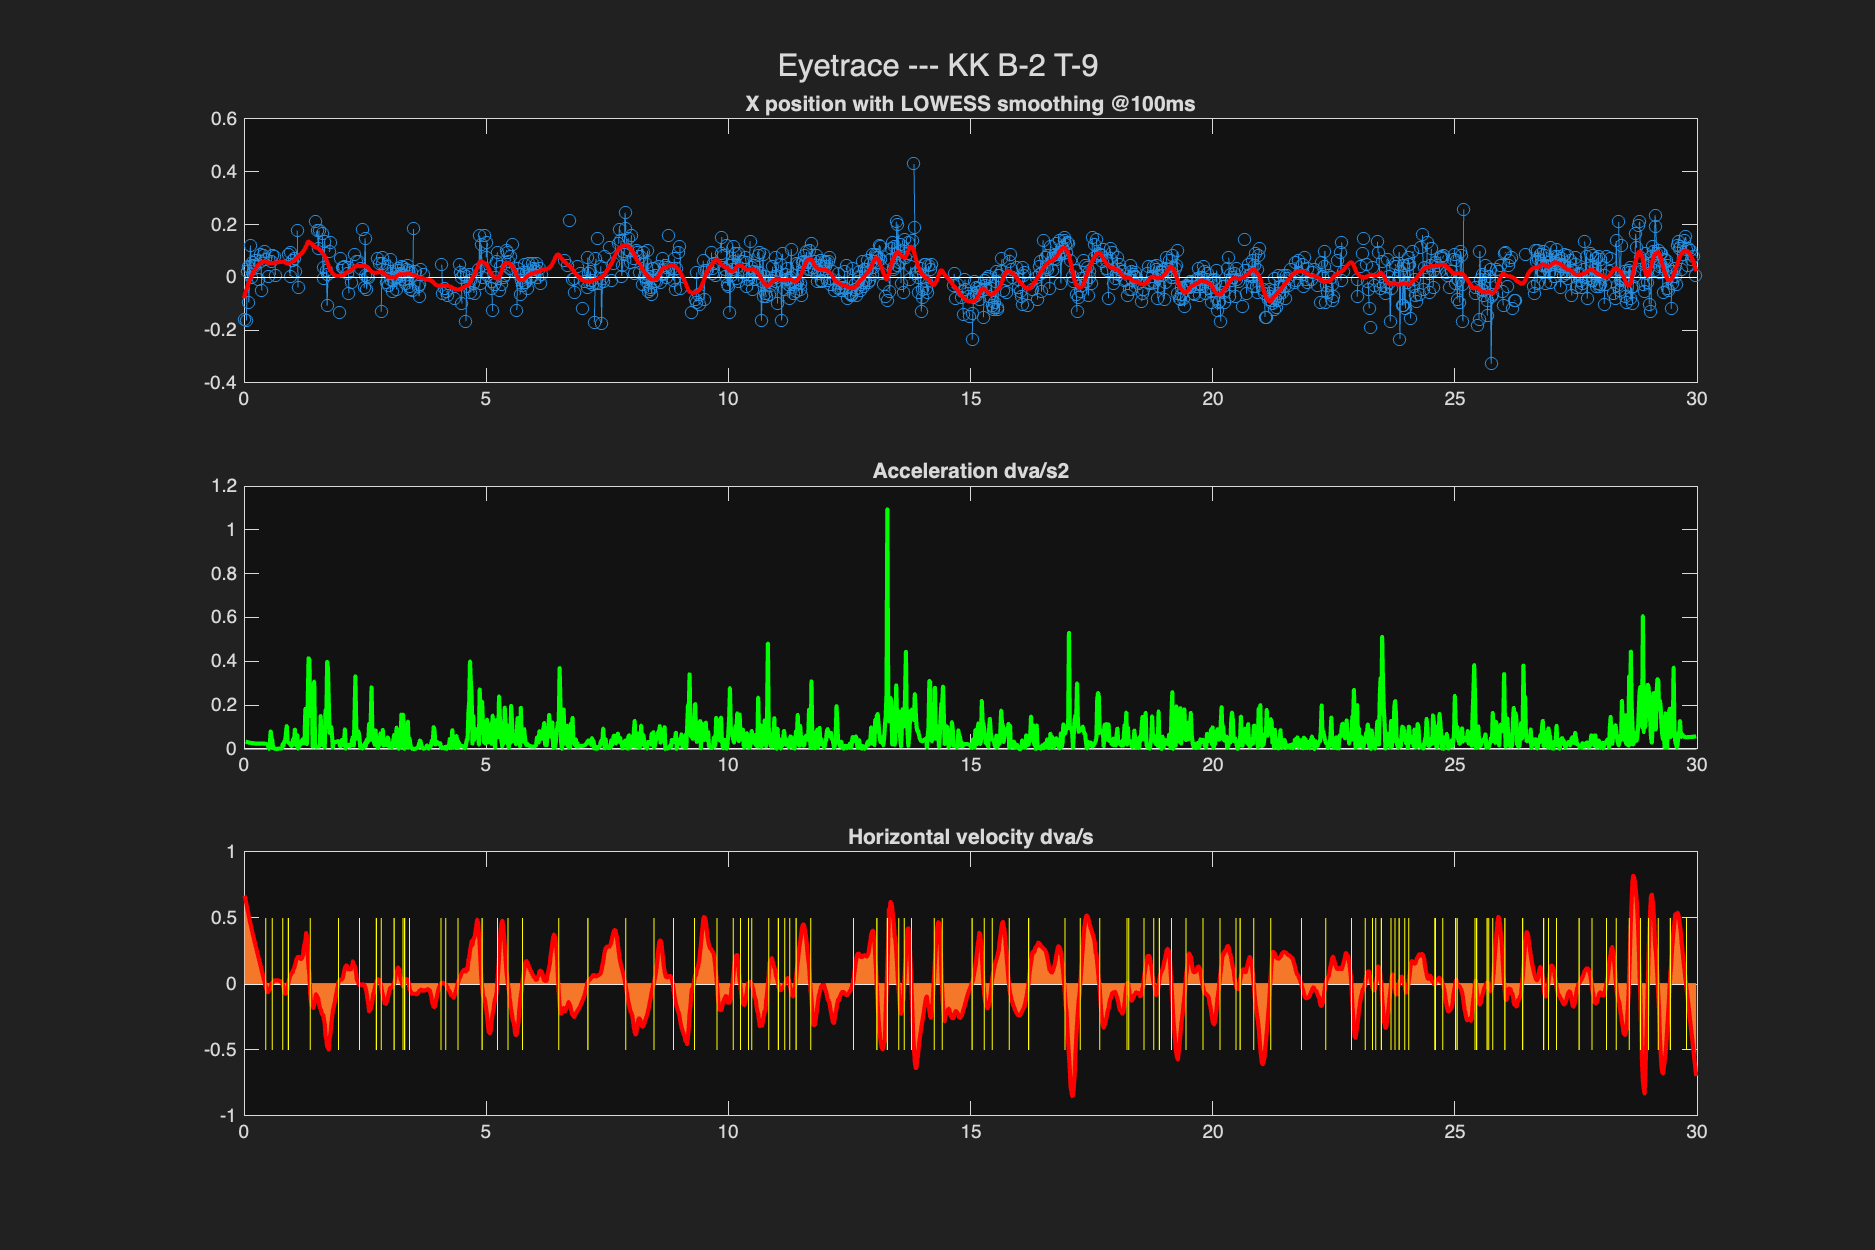 Eyetrace --- KK B-2 T-9
X position with LOWESS smoothing @100ms
0.6
0.4
0.2
0
-0.2
-0.4
0 5 10 15 20 25 30
Acceleration dva/s2
1.2
1
0.8
0.6
0.4
0.2
0
0 5 10 15 20 25 30
Horizontal velocity dva/s
1
0.5
0
-0.5
-1
0 5 10 15 20 25 30